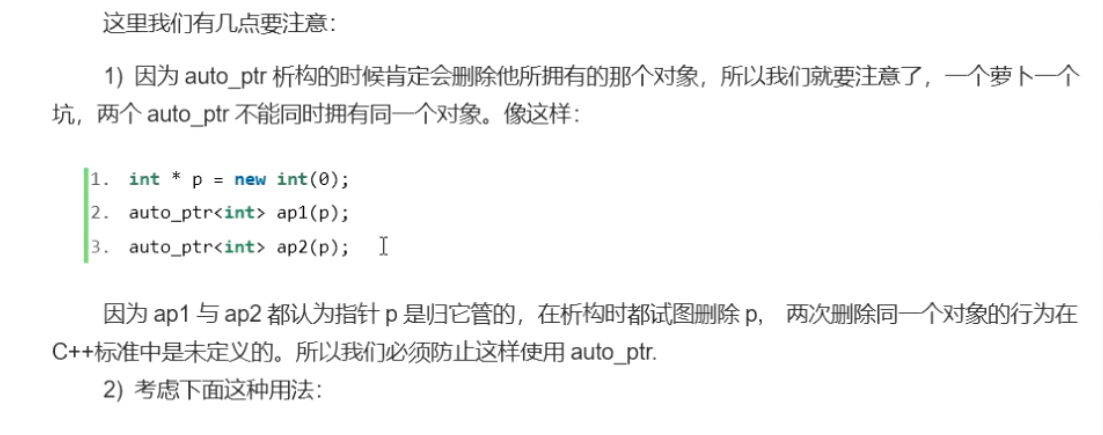 这里我们有几点要注意：
1) 因为 auto_ptr 析构的时候肯定会删除他所拥有的那个对象，所以我们就要注意了，一个萝卜一个
坑，两个 auto_ptr 不能同时拥有同一个对象。像这样：
1. int * p = new int(0);
2. auto_ptr<int> ap1(p);
3. auto_ptr<int> ap2(p);
因为 ap1 与 ap2 都认为指针 p 是归它管的，在析构时都试图删除 p， 两次删除同一个对象的行为在
C++标准中是未定义的。所以我们必须防止这样使用 auto_ptr.
2) 考虑下面这种用法：